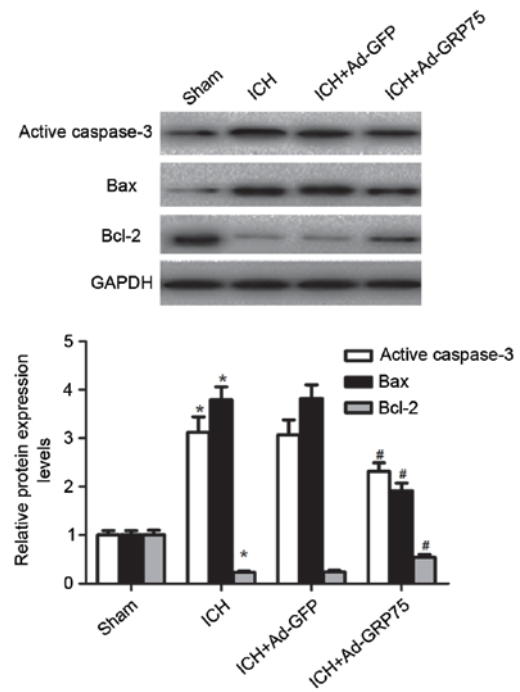 Sham ICH ICH+Ad-GFP ICH+Ad-GRP75
Active caspase-3
Bax
Bcl-2
GAPDH
Relative protein expression
levels
5
4
3
2
1
0
Active caspase-3
Bax
Bcl-2
* * *
# # #
Sham ICH ICH+Ad-GFP ICH+Ad-GRP75